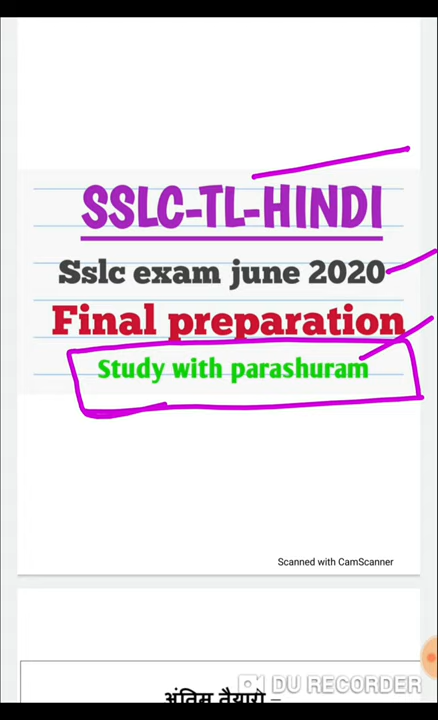 SSLC-TL-HINDI
Sslc exam june 2020
Final preparation
Study with parashuram
Scanned with CamScanner
DU RECORDER
अंतिम तैयारी –